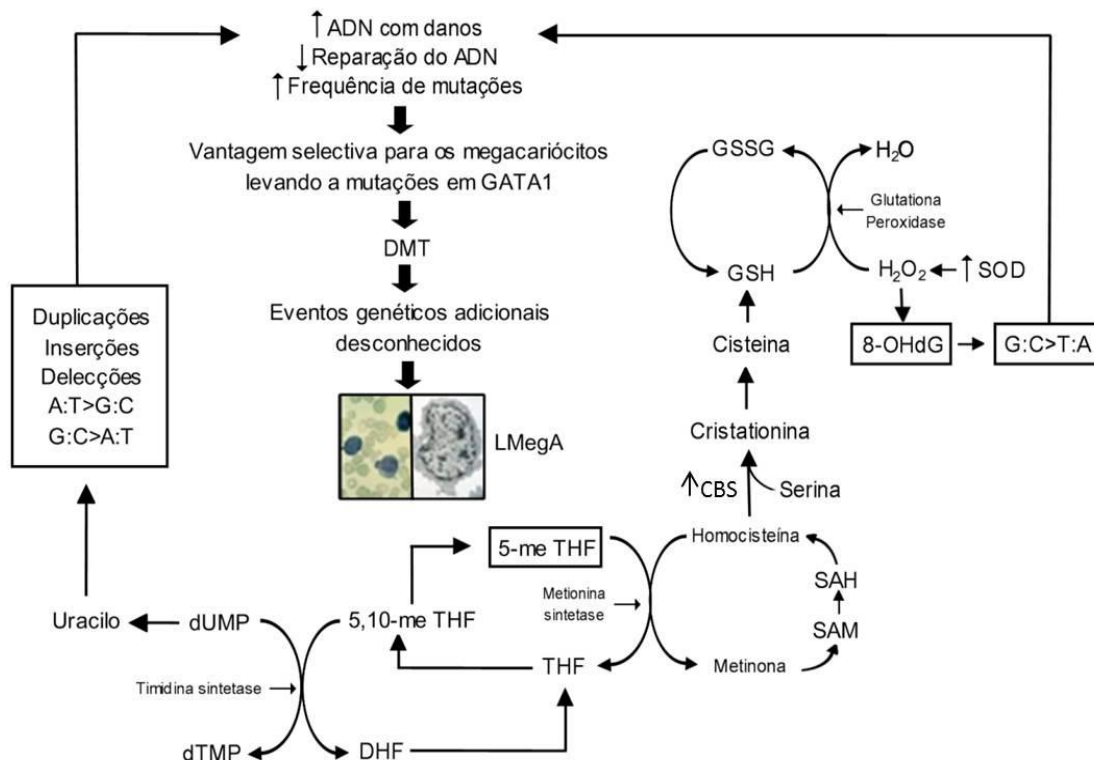 ↑ADN com danos
↓Reparação do ADN
↑Frequência de mutações
Vantagem selectiva para os megacariócitos
levando a mutações em GATA1
DMT
Eventos genéticos adicionais
desconhecidos
LMegA
Duplicações
Inserções
Delecções
A:T>G:C
G:C>A:T
GSSG
H₂O
Glutationa
Peroxidase
GSH
H₂O₂
↑SOD
8-OHdG
G:C>T:A
Cisteina
Cristationina
↑CBS
Serina
5-me THF
Homocisteína
Metionina
sintetase
SAH
SAM
Uracilo
dUMP
5,10-me THF
THF
Metinona
Timidina sintetase
dTMP
DHF